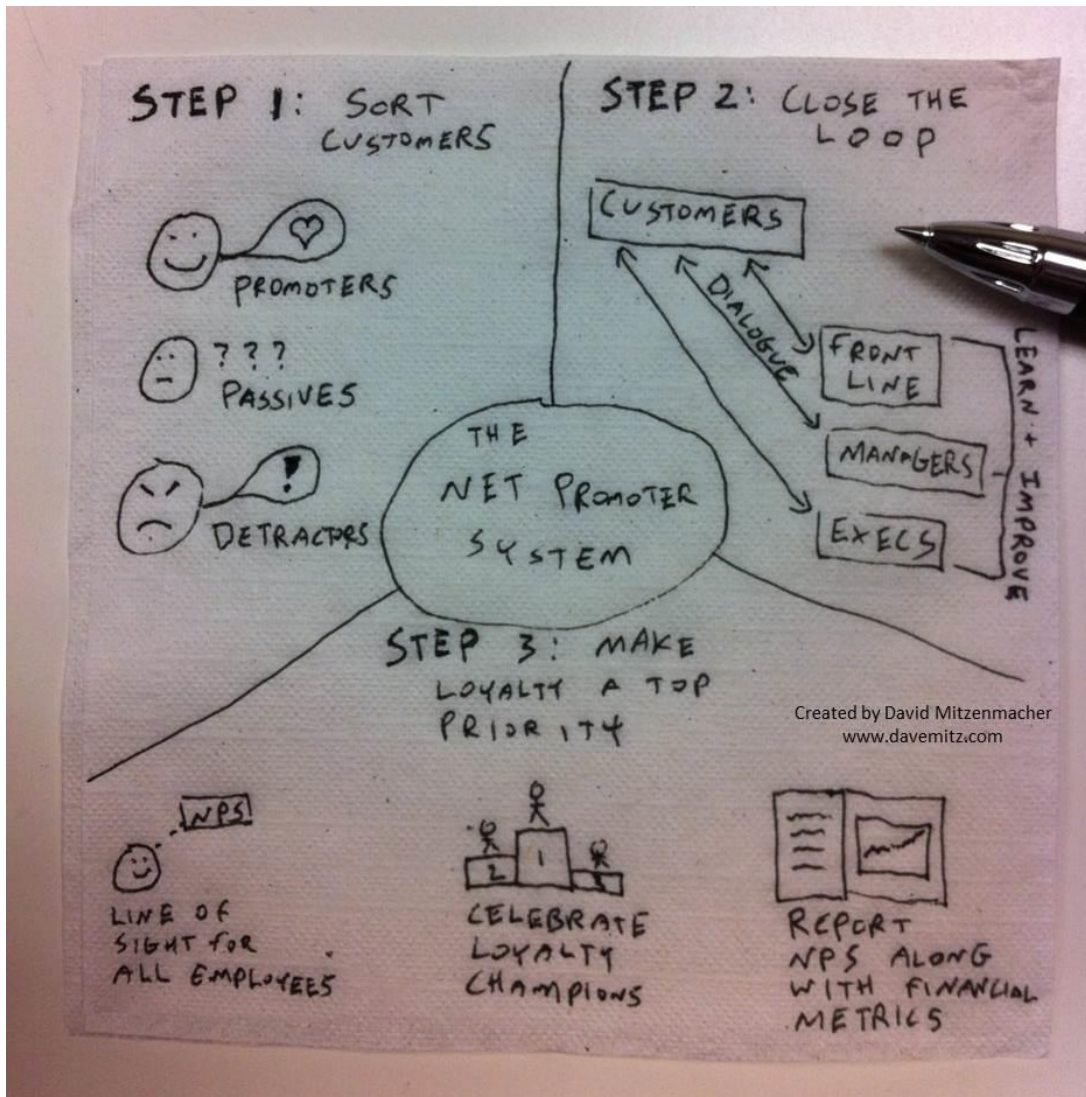 STEP 1: SORT
CUSTOMERS
PROMOTERS
? ? ?
PASSIVES
!
DETRACTORS
STEP 2: CLOSE THE
LOOP
CUSTOMERS
DIALOGUE
FRONT
LINE
MANAGERS
EXECS
LEARN + IMPROVE
THE
NET PROMOTER
SYSTEM
STEP 3: MAKE
LOYALTY A TOP
PRIORITY
Created by David Mitzenmacher
www.davemitz.com
NPS
LINE OF
SIGHT FOR
ALL EMPLOYEES
2 1 3
CELEBRATE
LOYALTY
CHAMPIONS
REPORT
NPS ALONG
WITH FINANCIAL
METRICS